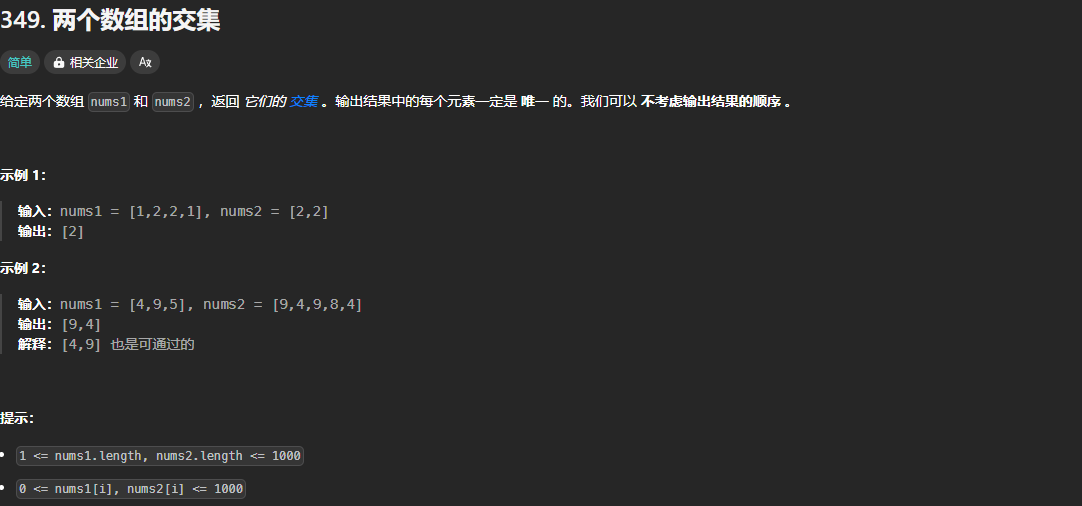 349. 两个数组的交集
简单 相关企业 Aあ
给定两个数组 nums1 和 nums2 ，返回 它们的 交集 。输出结果中的每个元素一定是 唯一 的。我们可以 不考虑输出结果的顺序 。
示例 1：
输入：nums1 = [1,2,2,1], nums2 = [2,2]
输出：[2]
示例 2：
输入：nums1 = [4,9,5], nums2 = [9,4,9,8,4]
输出：[9,4]
解释：[4,9] 也是可通过的
提示：
1 <= nums1.length, nums2.length <= 1000
0 <= nums1[i], nums2[i] <= 1000